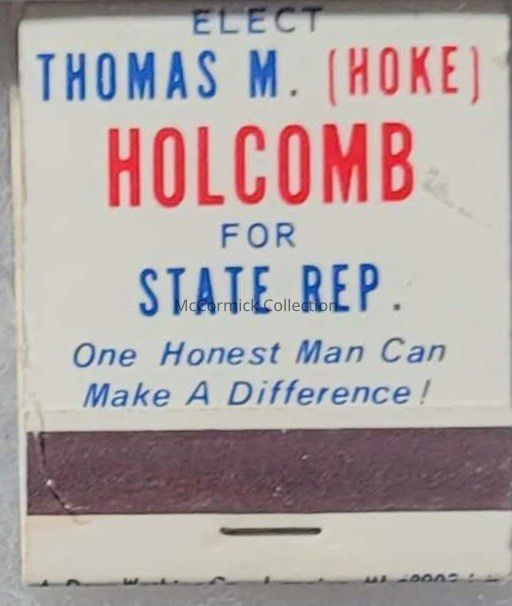 ELECT
THOMAS M. (HOKE)
HOLCOMB
FOR
STATE REP.
McCormick Collection
One Honest Man Can
Make A Difference!